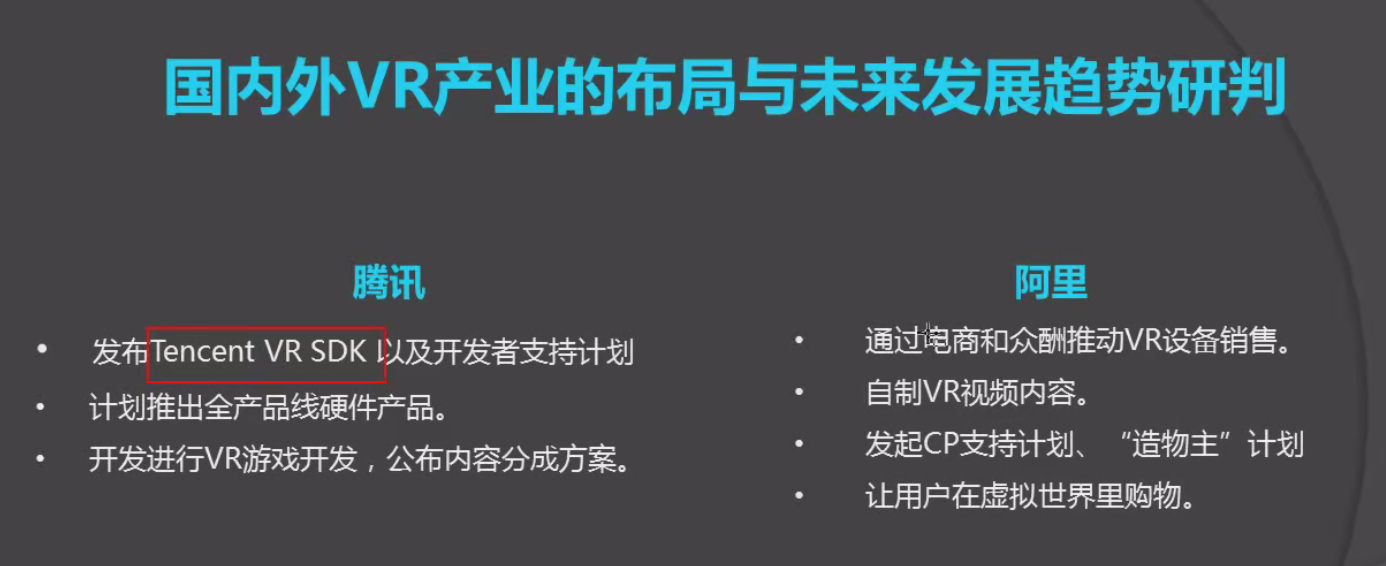 国内外VR产业的布局与未来发展趋势研判
腾讯
• 发布Tencent VR SDK 以及开发者支持计划
• 计划推出全产品线硬件产品。
• 开发进行VR游戏开发，公布内容分成方案。
阿里
• 通过电商和众酬推动VR设备销售。
• 自制VR视频内容。
• 发起CP支持计划、“造物主”计划
• 让用户在虚拟世界里购物。